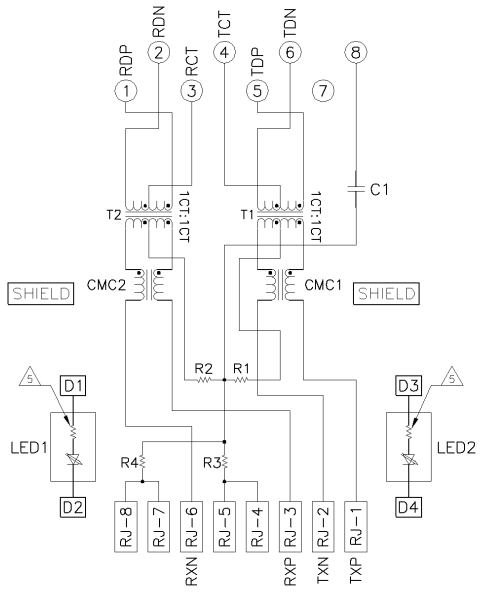 RDP
RDN
RCT
TCT
TDP
TDN
1
2
3
4
5
6
7
8
C1
T2
1CT:1CT
T1
1CT:1CT
SHIELD
CMC2
CMC1
SHIELD
R2
R1
5
D1
D3
5
LED1
LED2
R4
R3
D2
D4
RJ-8
RJ-7
RJ-6
RJ-5
RJ-4
RJ-3
RJ-2
RJ-1
RXN
RXP
TXN
TXP